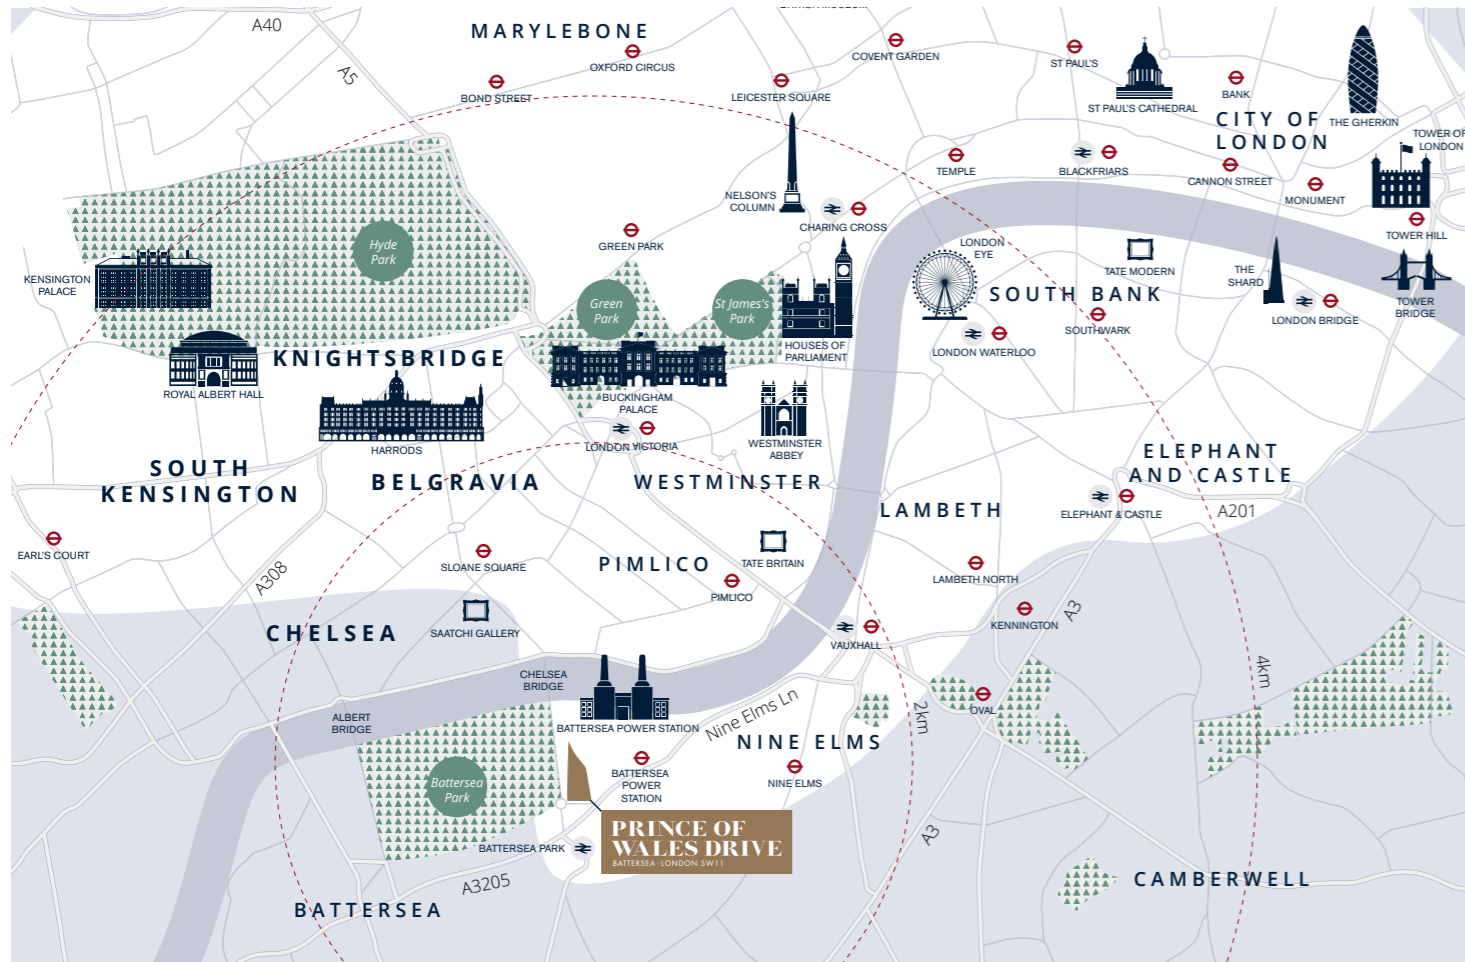 A40
MARYLEBONE
A5
OXFORD CIRCUS
BOND STREET
COVENT GARDEN
LEICESTER SQUARE
ST PAUL'S
ST PAUL'S CATHEDRAL
BANK
CITY OF
LONDON
THE GHERKIN
TOWER OF
LONDON
TEMPLE
BLACKFRIARS
CANNON STREET
MONUMENT
TOWER HILL
NELSON'S
COLUMN
CHARING CROSS
GREEN PARK
Hyde
Park
KENSINGTON
PALACE
LONDON
EYE
TATE MODERN
THE
SHARD
TOWER
BRIDGE
SOUTH BANK
LONDON BRIDGE
SOUTHWARK
Green
Park
St James's
Park
HOUSES OF
PARLIAMENT
LONDON WATERLOO
KNIGHTSBRIDGE
ROYAL ALBERT HALL
BUCKINGHAM
PALACE
HARRODS
LONDON VICTORIA
WESTMINSTER
ABBEY
SOUTH
KENSINGTON
BELGRAVIA
WESTMINSTER
ELEPHANT
AND CASTLE
LAMBETH
ELEPHANT & CASTLE
A201
EARL'S COURT
A308
SLOANE SQUARE
PIMLICO
TATE BRITAIN
PIMLICO
LAMBETH NORTH
KENNINGTON
A3
CHELSEA
SAATCHI GALLERY
VAUXHALL
CHELSEA
BRIDGE
4km
ALBERT
BRIDGE
BATTERSEA POWER STATION
Nine Elms Ln
2km
OVAL
NINE ELMS
Battersea
Park
BATTERSEA
POWER
STATION
NINE ELMS
PRINCE OF
WALES DRIVE
BATTERSEA · LONDON SW11
A3
BATTERSEA PARK
A3205
CAMBERWELL
BATTERSEA